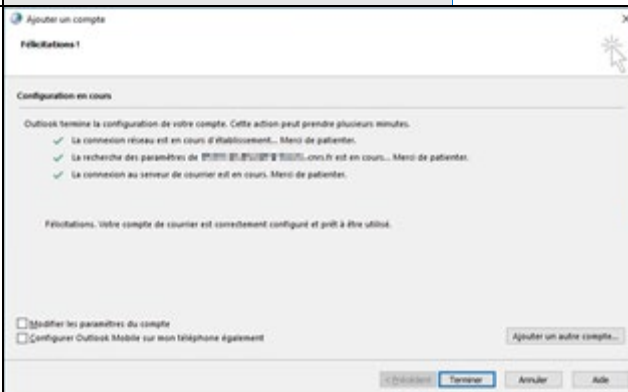 Ajouter un compte
Félicitations !
Configuration en cours
Outlook termine la configuration de votre compte. Cette action peut prendre plusieurs minutes.
✓ La connexion réseau est en cours d'établissement... Merci de patienter.
✓ La recherche des paramètres de cnrs.fr est en cours... Merci de patienter.
✓ La connexion au serveur de courrier est en cours. Merci de patienter.
Félicitations. Votre compte de courrier est correctement configuré et prêt à être utilisé.
Modifier les paramètres du compte
Configurer Outlook Mobile sur mon téléphone également
Ajouter un autre compte...
< Précédent Terminer Annuler Aide